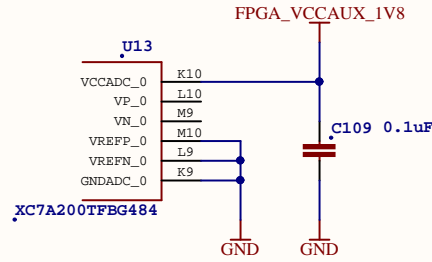 FPGA_VCCAUX_1V8
U13
VCCADC_0 K10
VP_0 L10
VN_0 M9
VREFP_0 M10
VREFN_0 L9
GNDADC_0 K9
C109 0.1uF
XC7A200TFBG484
GND GND